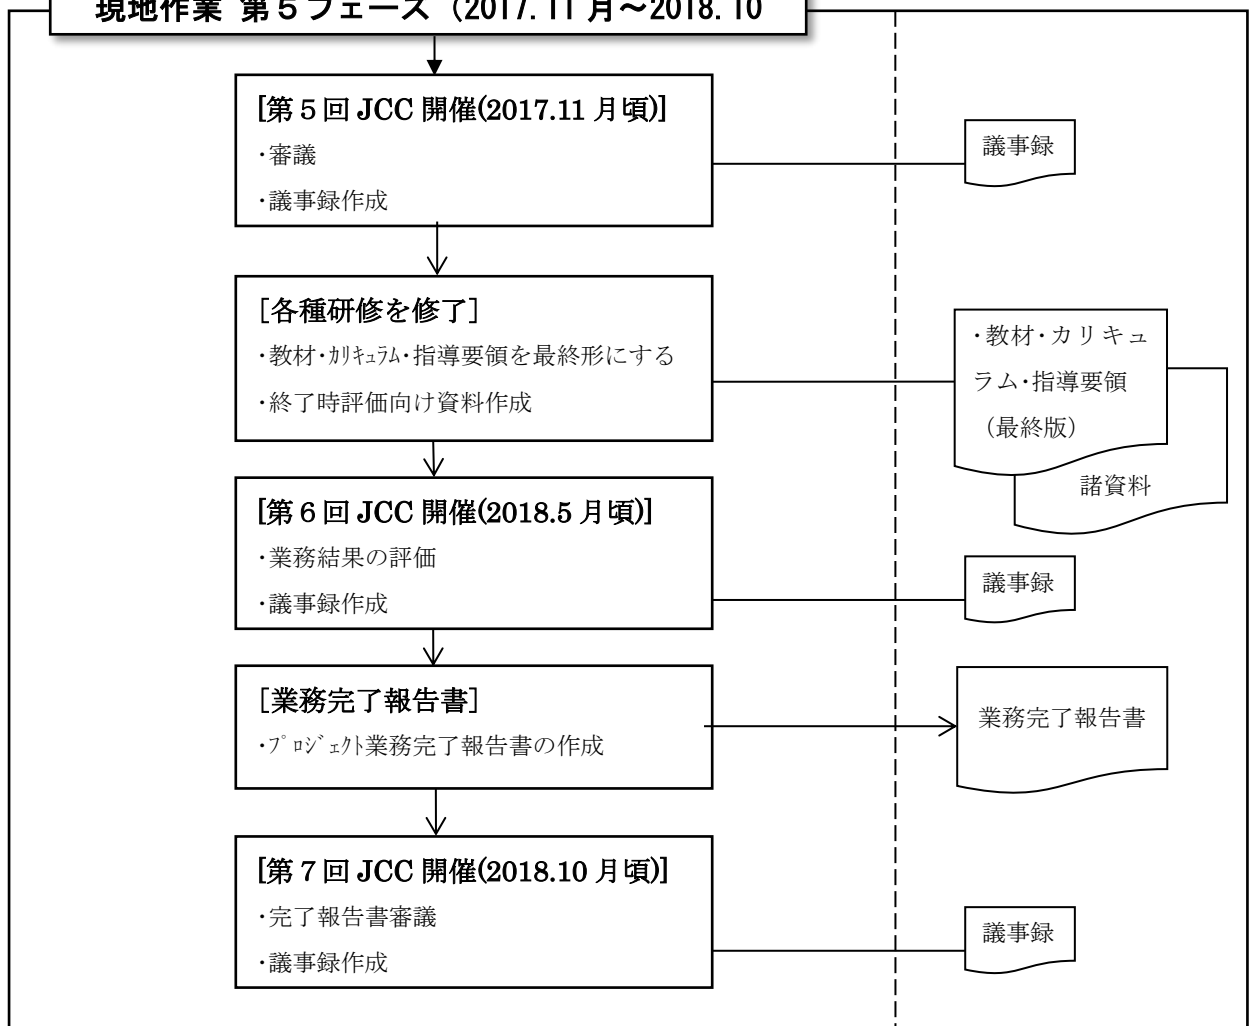 現地作業 第５フェーズ（2017.11 月～2018.10
[第５回 JCC 開催(2017.11 月頃)]
・審議
・議事録作成
議事録
[各種研修を修了]
・教材・ｶﾘｷｭﾗﾑ・指導要領を最終形にする
・終了時評価向け資料作成
・教材・カリキュ
ラム・指導要領
（最終版）
諸資料
[第６回 JCC 開催(2018.5 月頃)]
・業務結果の評価
・議事録作成
議事録
[業務完了報告書]
・ﾌﾟﾛｼﾞｪｸﾄ業務完了報告書の作成
業務完了報告書
[第７回 JCC 開催(2018.10 月頃)]
・完了報告書審議
・議事録作成
議事録